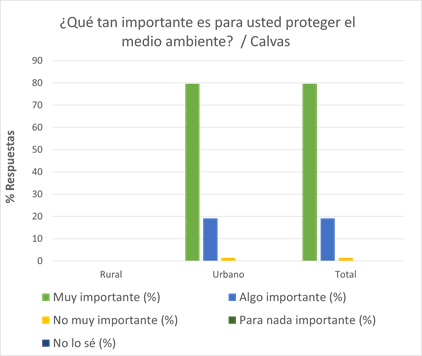 ¿Qué tan importante es para usted proteger el
medio ambiente?  / Calvas
% Respuestas
90
80
70
60
50
40
30
20
10
0
Rural Urbano Total
Muy importante (%) Algo importante (%)
No muy importante (%) Para nada importante (%)
No lo sé (%)